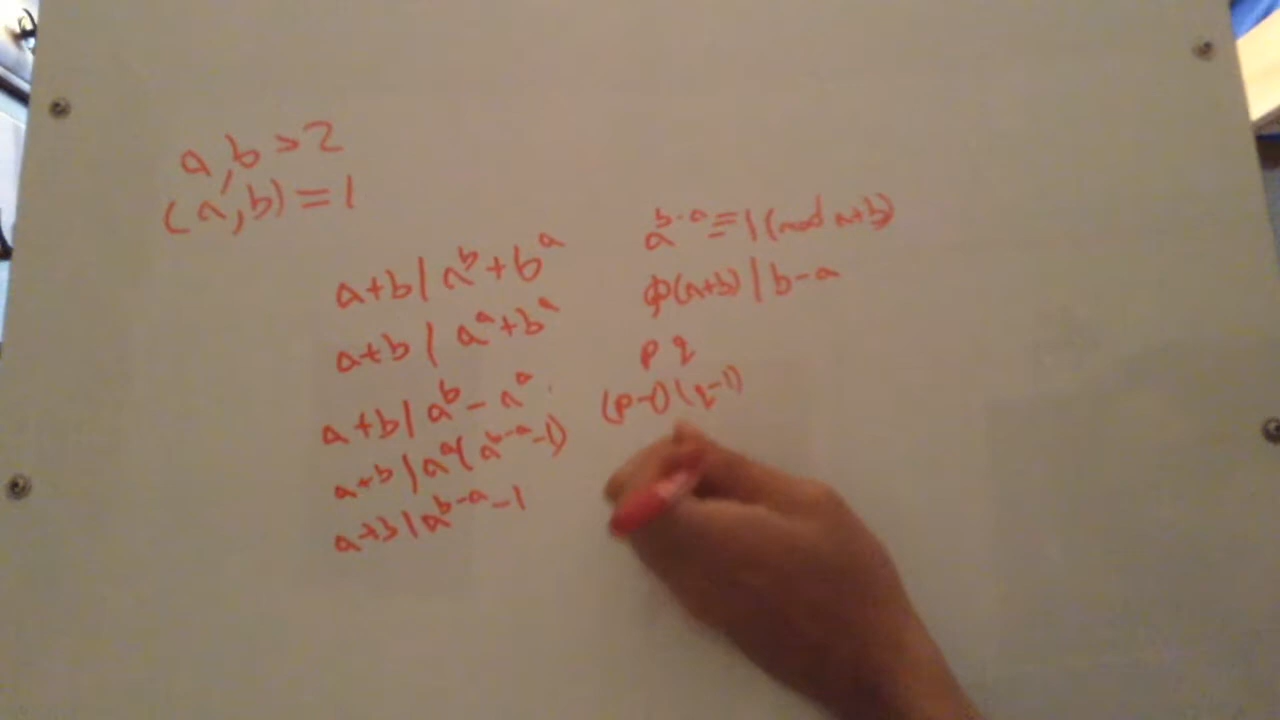 a,b>2
(a,b)=1
a+b|a^b+b^a
a+b|a^a+b^a
a+b|a^b-a^a
a+b|a^a(a^{b-a}-1)
a+b|a^{b-a}-1
a^{b-a}≡1(mod a+b)
φ(a+b)|b-a
p q
(p-1)(q-1)